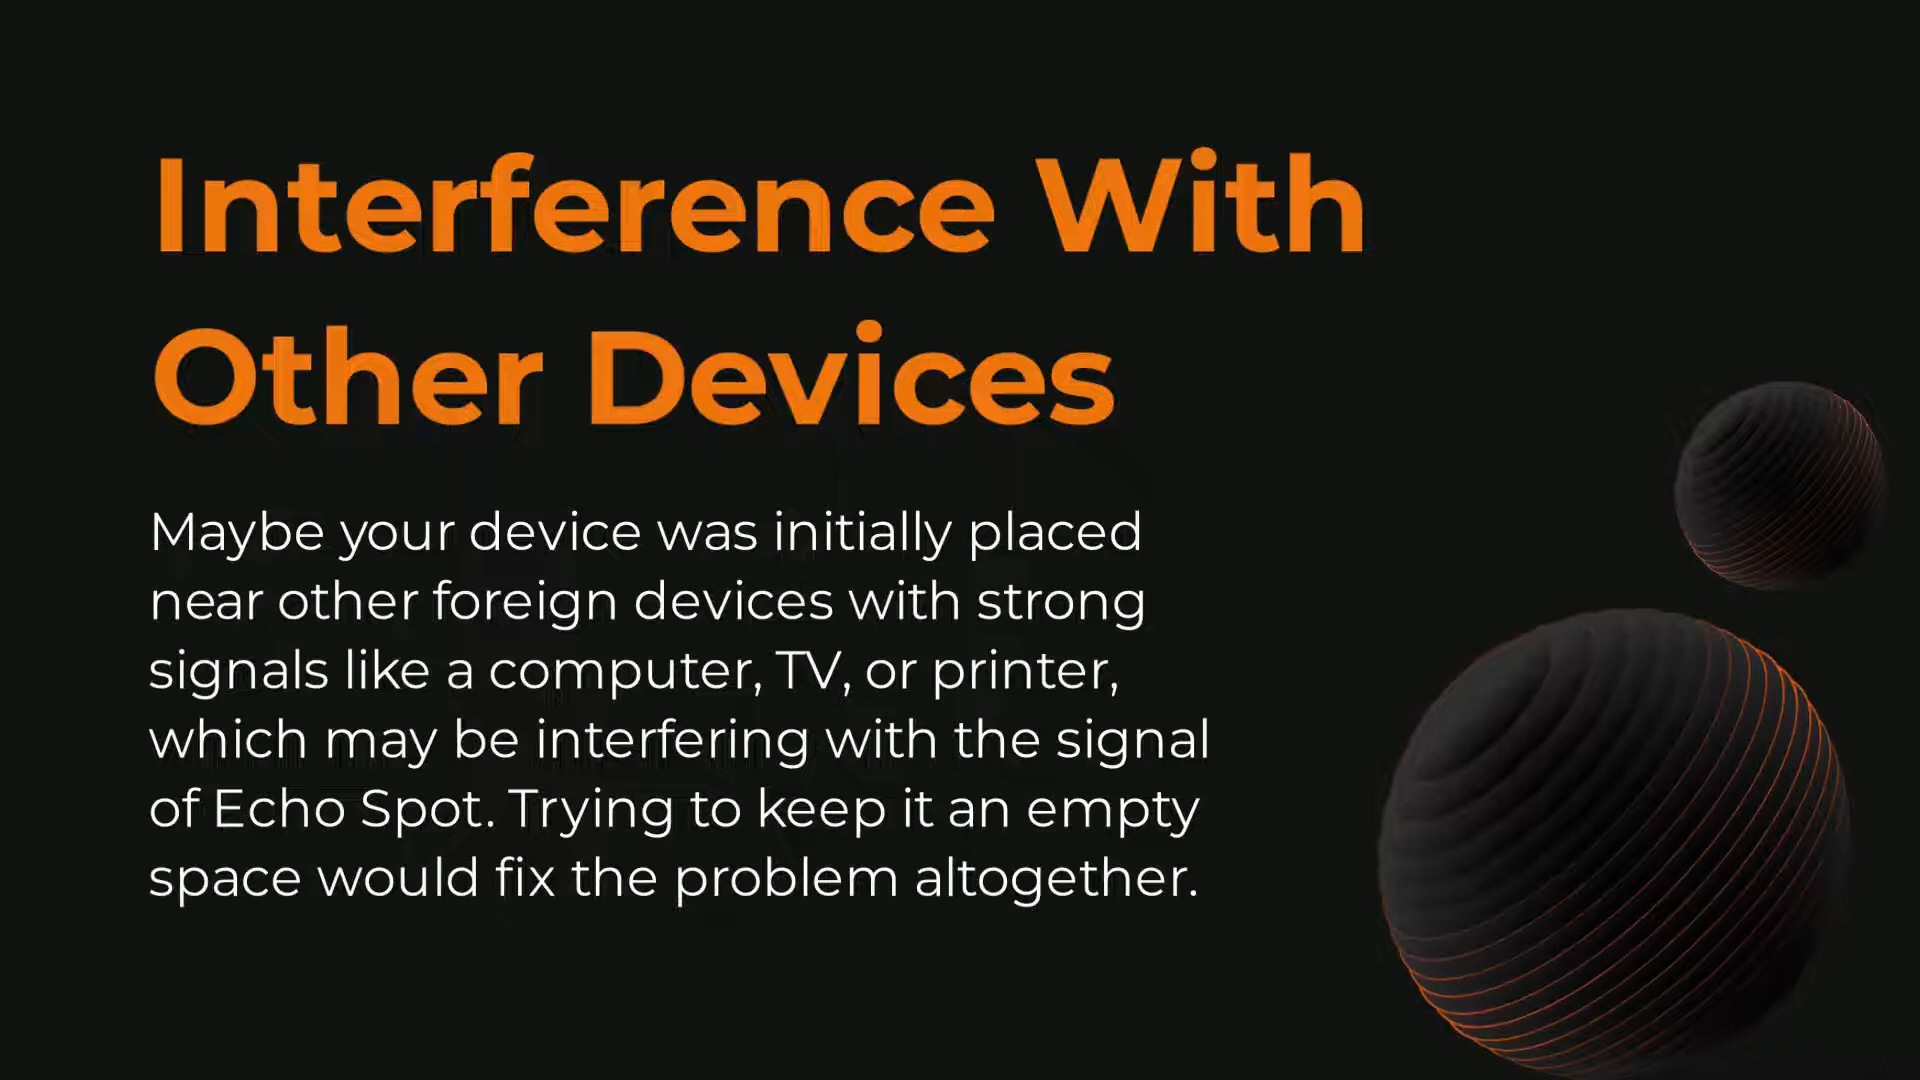 Interference With
Other Devices
Maybe your device was initially placed
near other foreign devices with strong
signals like a computer, TV, or printer,
which may be interfering with the signal
of Echo Spot. Trying to keep it an empty
space would fix the problem altogether.